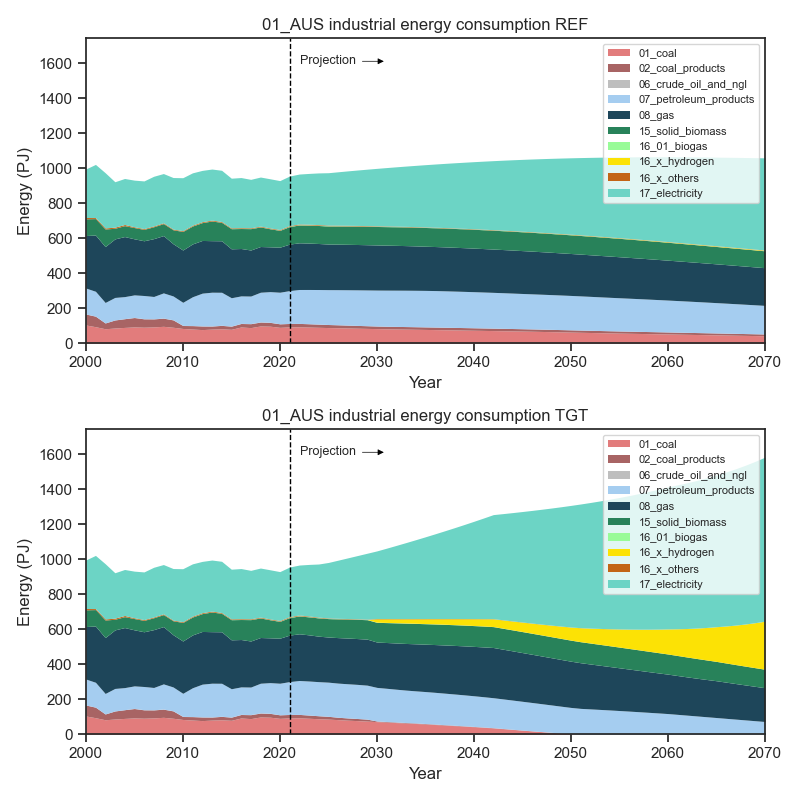 01_AUS industrial energy consumption REF
Energy (PJ)
1600
1400
1200
1000
800
600
400
200
0
Projection
01_coal
02_coal_products
06_crude_oil_and_ngl
07_petroleum_products
08_gas
15_solid_biomass
16_01_biogas
16_x_hydrogen
16_x_others
17_electricity
2000 2010 2020 2030 2040 2050 2060 2070
Year
01_AUS industrial energy consumption TGT
Energy (PJ)
1600
1400
1200
1000
800
600
400
200
0
Projection
01_coal
02_coal_products
06_crude_oil_and_ngl
07_petroleum_products
08_gas
15_solid_biomass
16_01_biogas
16_x_hydrogen
16_x_others
17_electricity
2000 2010 2020 2030 2040 2050 2060 2070
Year